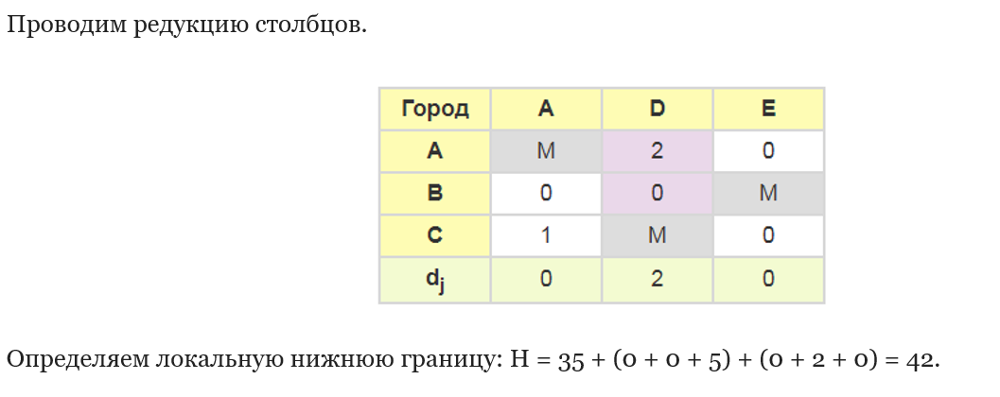 Проводим редукцию столбцов.
Город A D E
A M 2 0
B 0 0 M
C 1 M 0
dj 0 2 0
Определяем локальную нижнюю границу: H = 35 + (0 + 0 + 5) + (0 + 2 + 0) = 42.